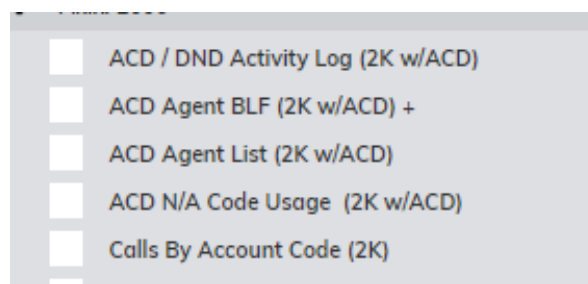 ACD / DND Activity Log (2K w/ACD)
ACD Agent BLF (2K w/ACD) +
ACD Agent List (2K w/ACD)
ACD N/A Code Usage  (2K w/ACD)
Calls By Account Code (2K)